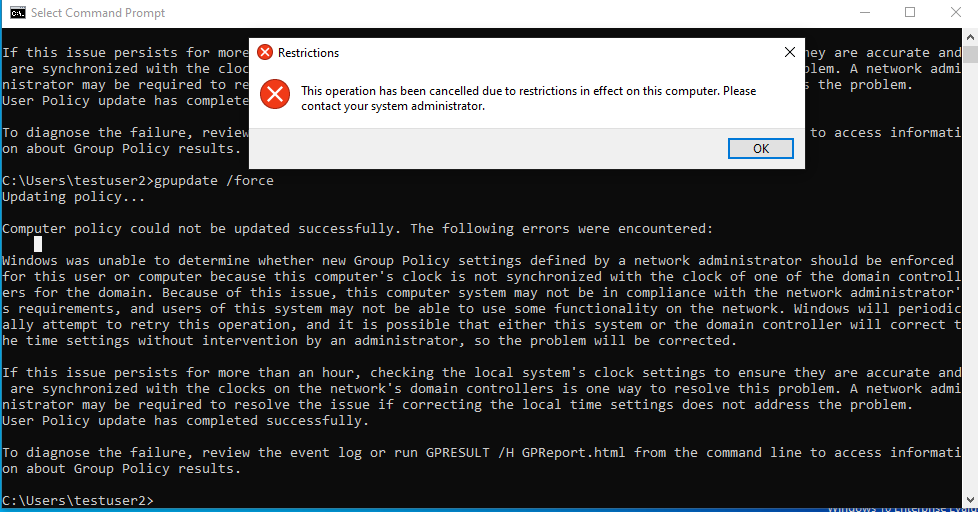 Select Command Prompt
If this issue persists for more
hey are accurate and
are synchronized with the cloc
lem. A network admi
nistrator may be required to re
s the problem.
User Policy update has complete
To diagnose the failure, review
to access informati
on about Group Policy results.
Restrictions
This operation has been cancelled due to restrictions in effect on this computer. Please
contact your system administrator.
OK
C:\Users\testuser2>gpupdate /force
Updating policy...
Computer policy could not be updated successfully. The following errors were encountered:
Windows was unable to determine whether new Group Policy settings defined by a network administrator should be enforced
for this user or computer because this computer's clock is not synchronized with the clock of one of the domain controll
ers for the domain. Because of this issue, this computer system may not be in compliance with the network administrator'
s requirements, and users of this system may not be able to use some functionality on the network. Windows will periodic
ally attempt to retry this operation, and it is possible that either this system or the domain controller will correct t
he time settings without intervention by an administrator, so the problem will be corrected.
If this issue persists for more than an hour, checking the local system's clock settings to ensure they are accurate and
are synchronized with the clocks on the network's domain controllers is one way to resolve this problem. A network admi
nistrator may be required to resolve the issue if correcting the local time settings does not address the problem.
User Policy update has completed successfully.
To diagnose the failure, review the event log or run GPRESULT /H GPReport.html from the command line to access informati
on about Group Policy results.
C:\Users\testuser2>